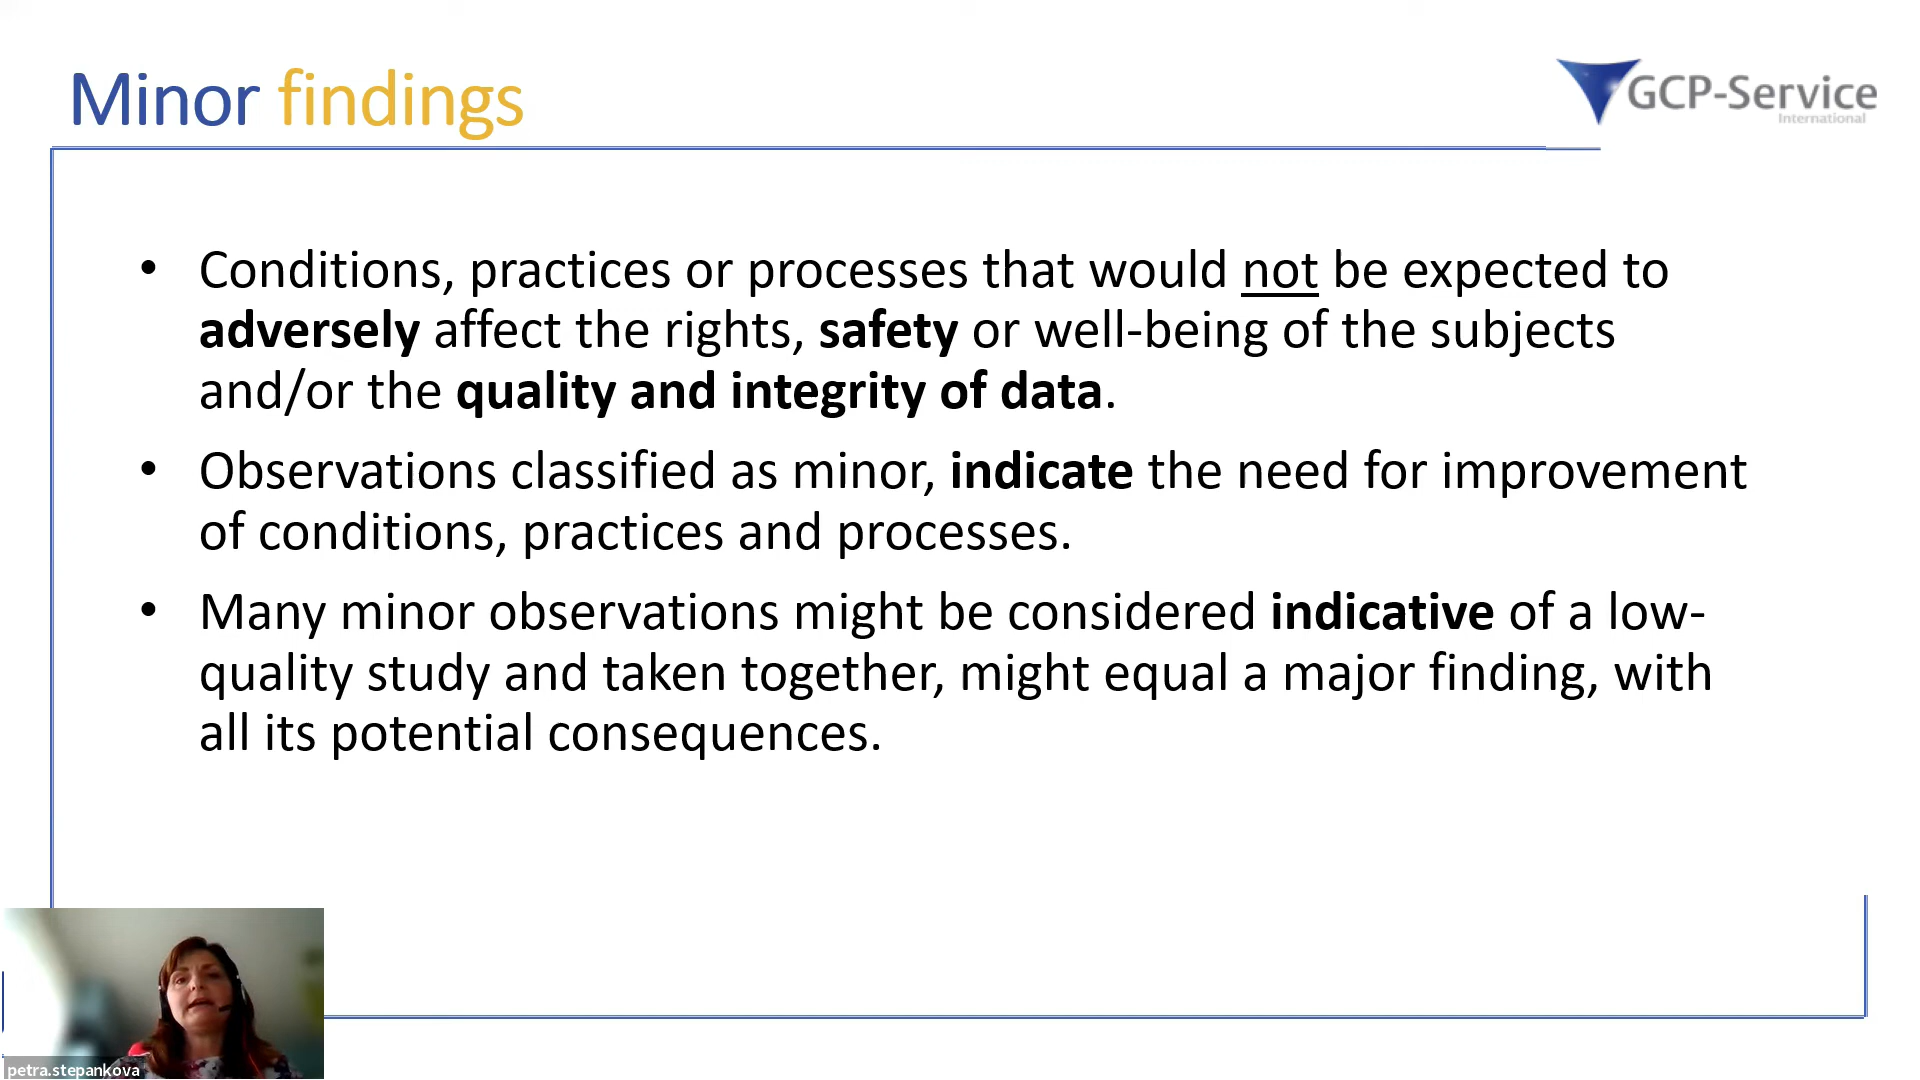 Minor findings
GCP-Service
International
• Conditions, practices or processes that would not be expected to
adversely affect the rights, safety or well-being of the subjects
and/or the quality and integrity of data.
• Observations classified as minor, indicate the need for improvement
of conditions, practices and processes.
• Many minor observations might be considered indicative of a low-
quality study and taken together, might equal a major finding, with
all its potential consequences.
petra.stepankova